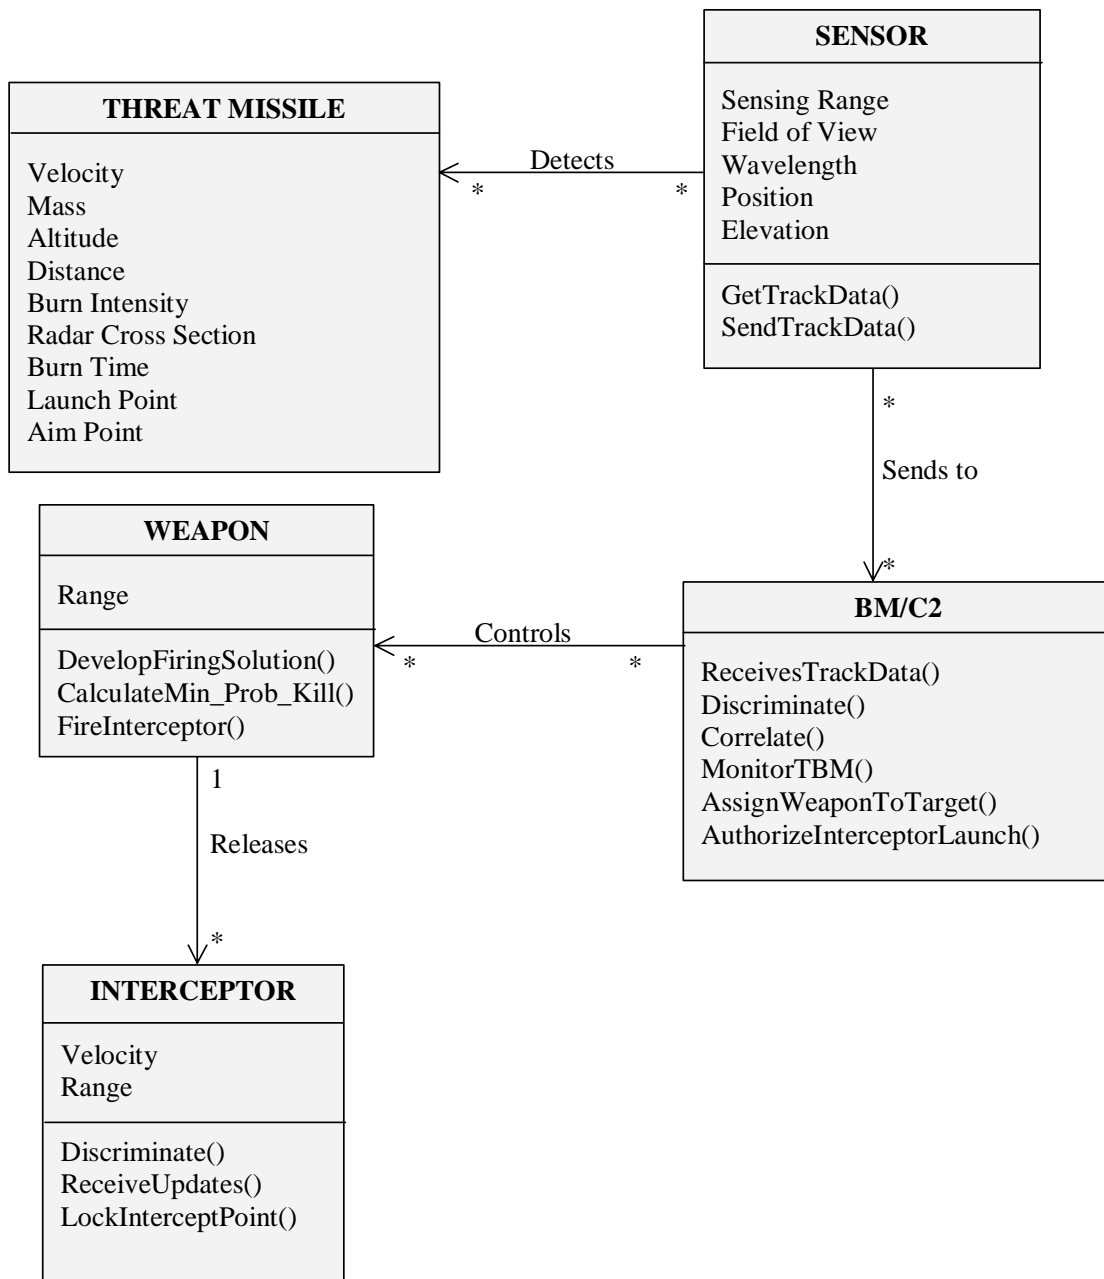 SENSOR
Sensing Range
Field of View
Wavelength
Position
Elevation
GetTrackData()
SendTrackData()
THREAT MISSILE
Velocity
Mass
Altitude
Distance
Burn Intensity
Radar Cross Section
Burn Time
Launch Point
Aim Point
Detects
*
*
*
Sends to
*
WEAPON
Range
DevelopFiringSolution()
CalculateMin_Prob_Kill()
FireInterceptor()
Controls
*
*
BM/C2
ReceivesTrackData()
Discriminate()
Correlate()
MonitorTBM()
AssignWeaponToTarget()
AuthorizeInterceptorLaunch()
1
Releases
*
INTERCEPTOR
Velocity
Range
Discriminate()
ReceiveUpdates()
LockInterceptPoint()